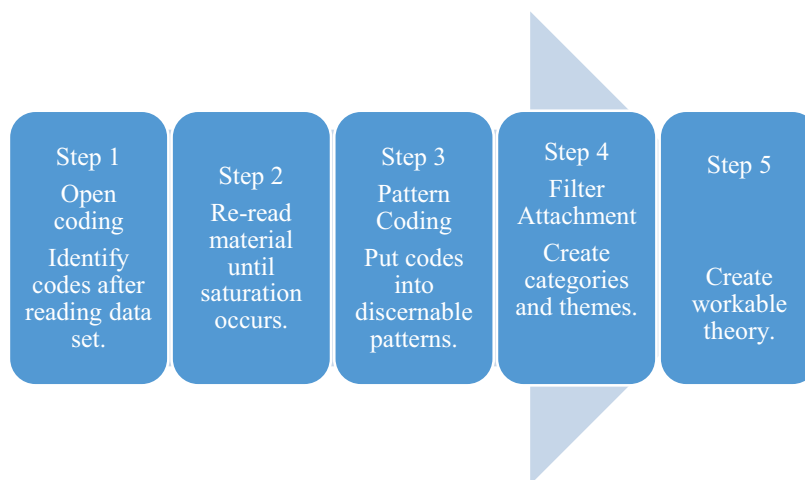 Step 1
Open
coding
Identify
codes after
reading data
set.
Step 2
Re-read
material
until
saturation
occurs.
Step 3
Pattern
Coding
Put codes
into
discernable
patterns.
Step 4
Filter
Attachment
Create
categories
and themes.
Step 5
Create
workable
theory.